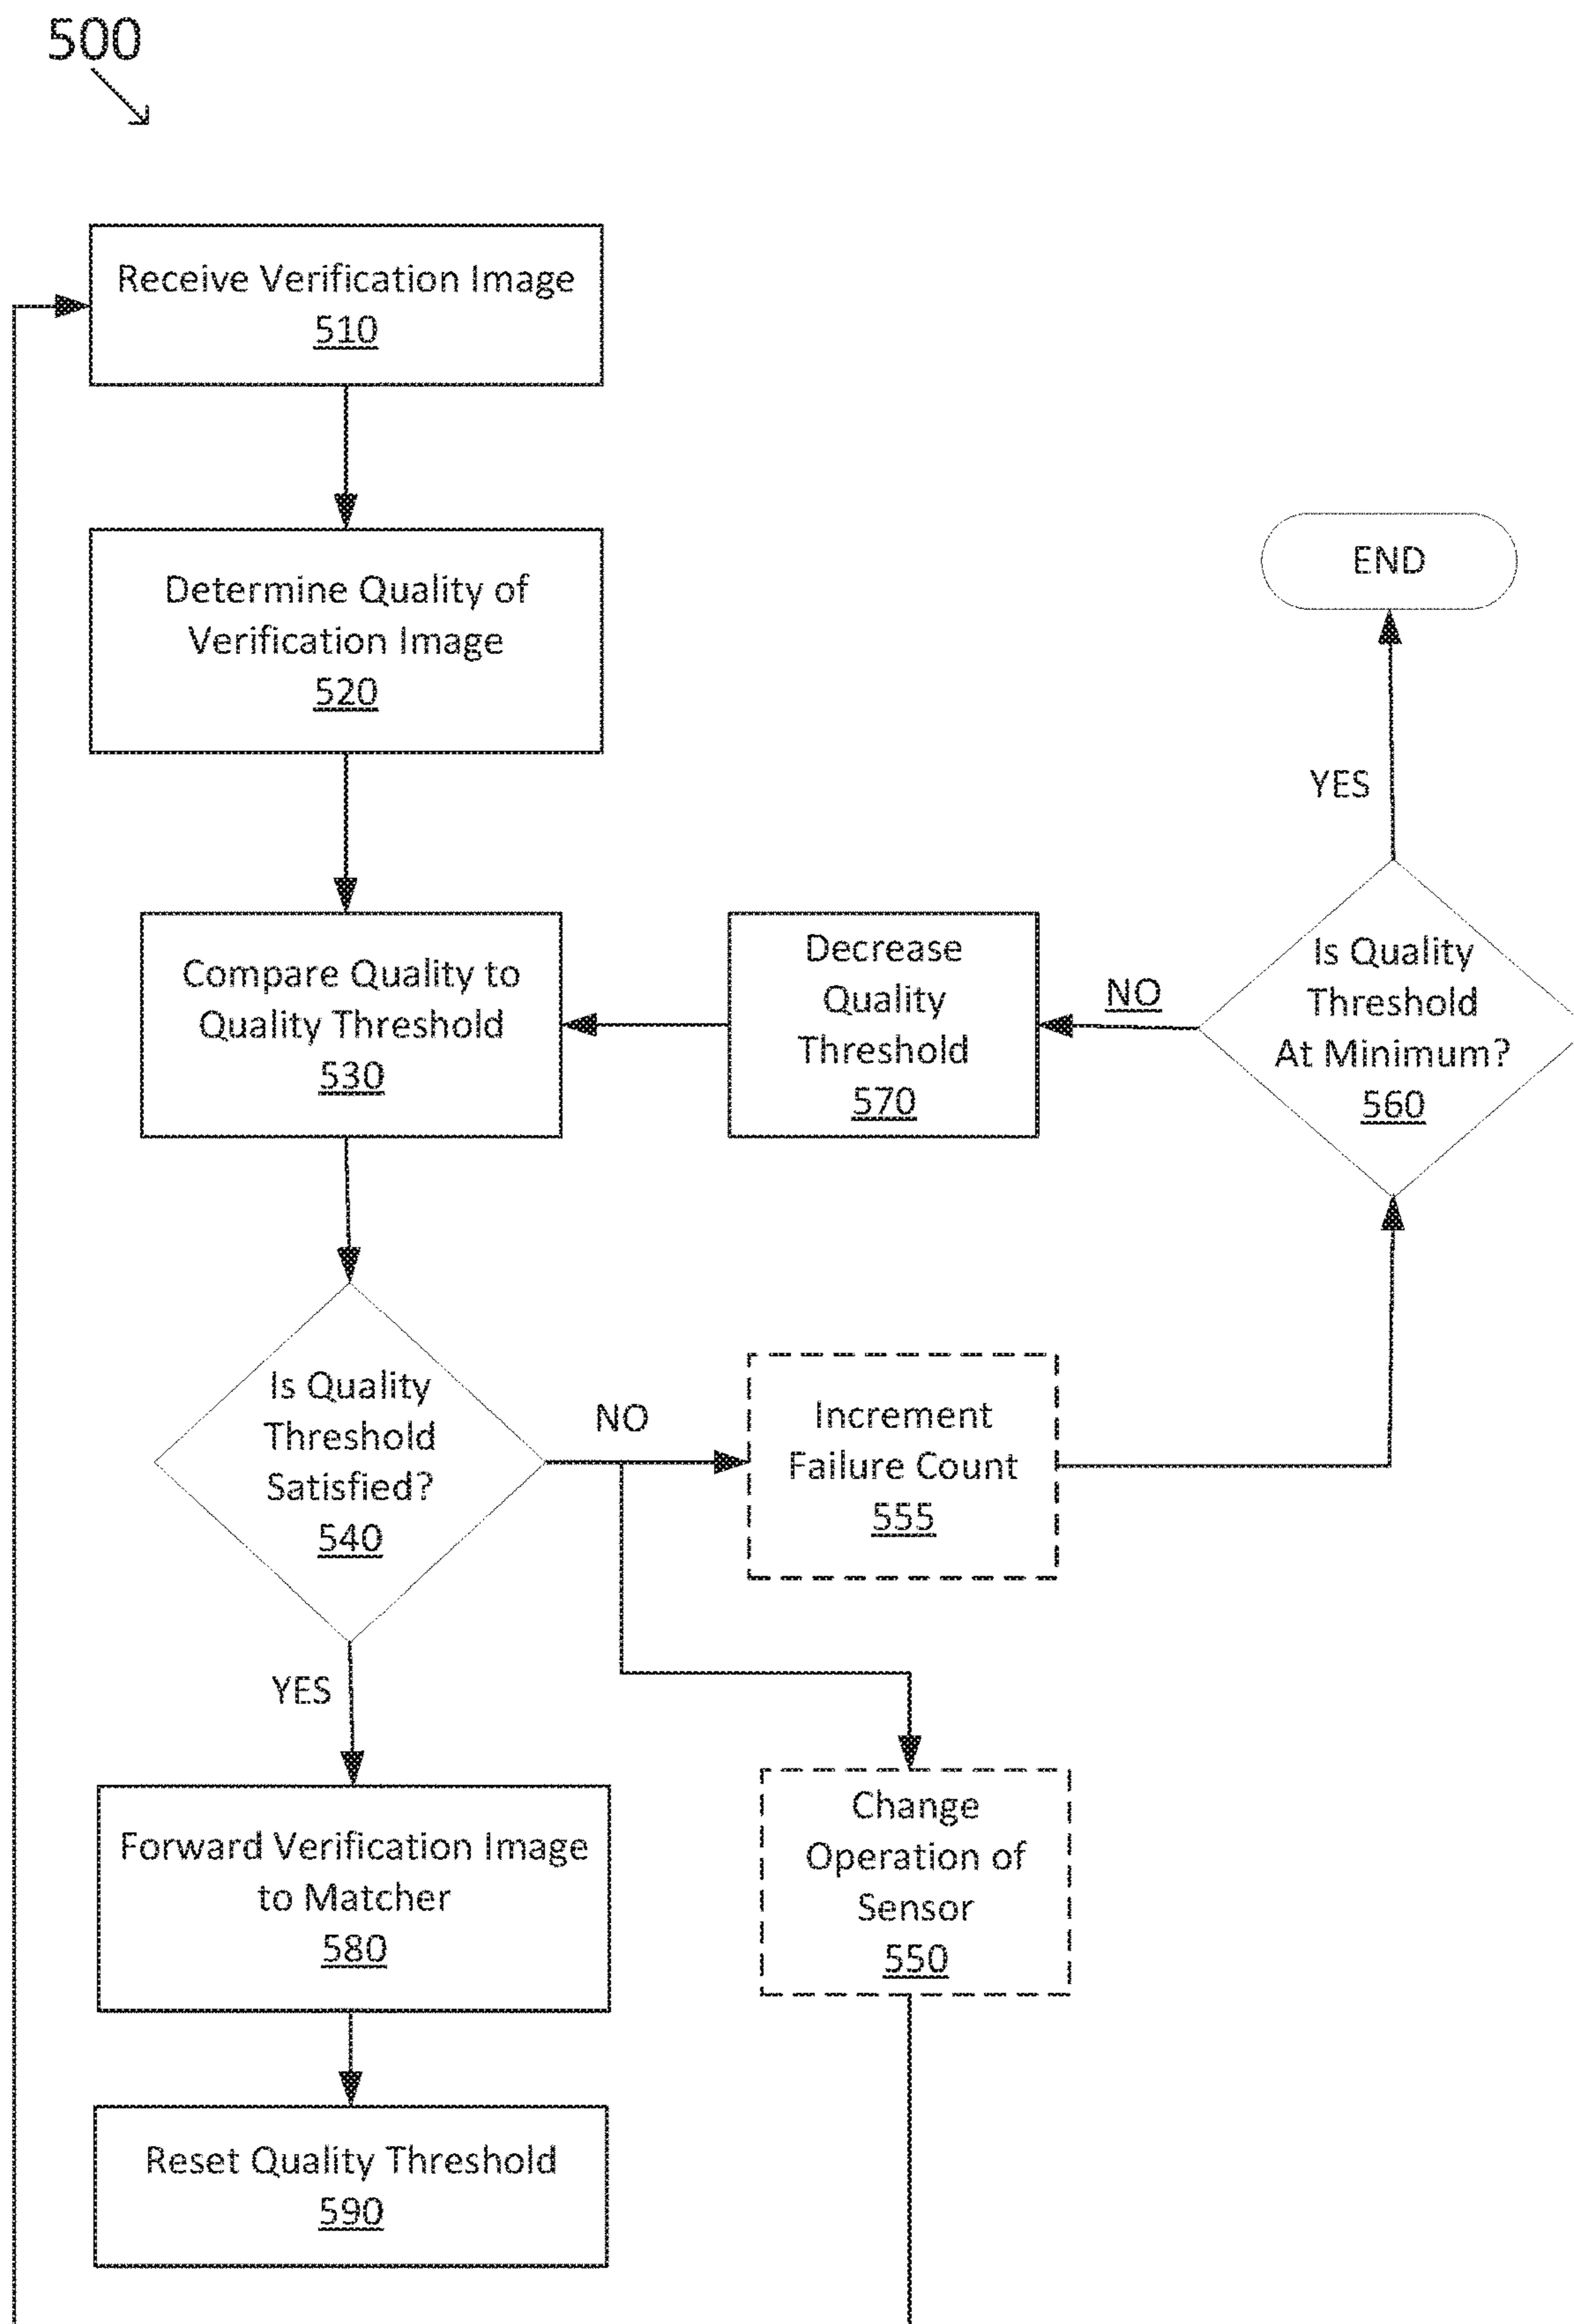 500
Receive Verification Image
510
Determine Quality of
Verification Image
520
END
YES
Compare Quality to
Quality Threshold
530
Decrease
Quality
Threshold
570
NO
Is Quality
Threshold
At Minimum?
560
Is Quality
Threshold
Satisfied?
540
NO
Increment
Failure Count
555
YES
Forward Verification Image
to Matcher
580
Change
Operation of
Sensor
550
Reset Quality Threshold
590